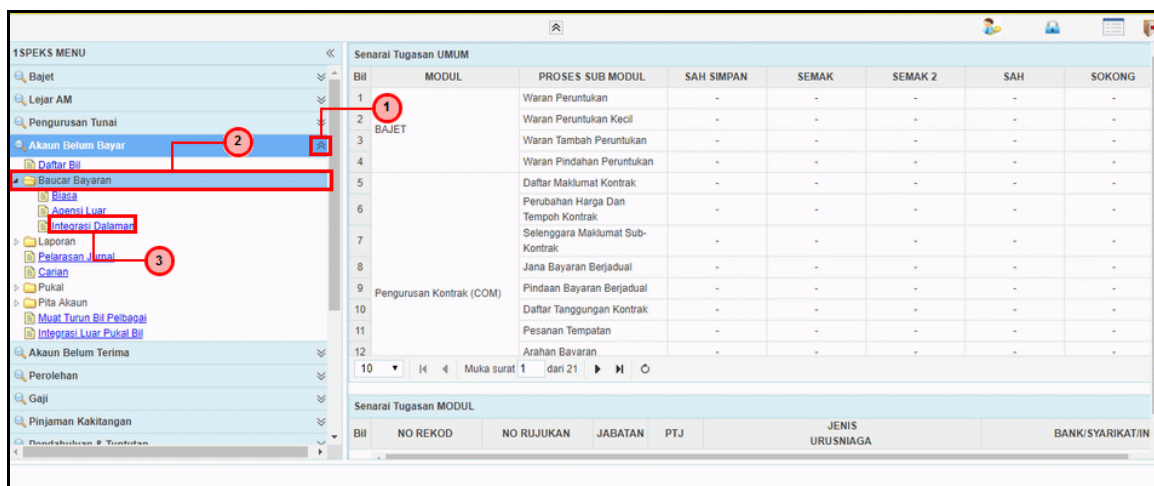 1SPEKS MENU
Bajet
Lejar AM
Pengurusan Tunai
Akaun Belum Bayar
Daftar Bil
Baucar Bayaran
Biasa
Agensi Luar
Integrasi Dalaman
Laporan
Pelarasan Jurnal
Carian
Pukal
Pita Akaun
Muat Turun Bil Pelbagai
Integrasi Luar Pukal Bil
Akaun Belum Terima
Perolehan
Gaji
Pinjaman Kakitangan
Pendahuluan & Tuntutan
1
2
3
Senarai Tugasan UMUM
Bil MODUL PROSES SUB MODUL SAH SIMPAN SEMAK SEMAK 2 SAH SOKONG
BAJET
1 Waran Peruntukan - - - - -
2 Waran Peruntukan Kecil - - - - -
3 Waran Tambah Peruntukan - - - - -
4 Waran Pindahan Peruntukan - - - - -
Pengurusan Kontrak (COM)
5 Daftar Maklumat Kontrak - - - - -
6 Perubahan Harga Dan
Tempoh Kontrak - - - - -
7 Selenggara Maklumat Sub-
Kontrak - - - - -
8 Jana Bayaran Berjadual - - - - -
9 Pindaan Bayaran Berjadual - - - - -
10 Daftar Tanggungan Kontrak - - - - -
11 Pesanan Tempatan - - - - -
12 Arahan Bayaran - - - - -
10 Muka surat 1 dari 21
Senarai Tugasan MODUL
Bil NO REKOD NO RUJUKAN JABATAN PTJ JENIS
URUSNIAGA BANK/SYARIKAT/IN